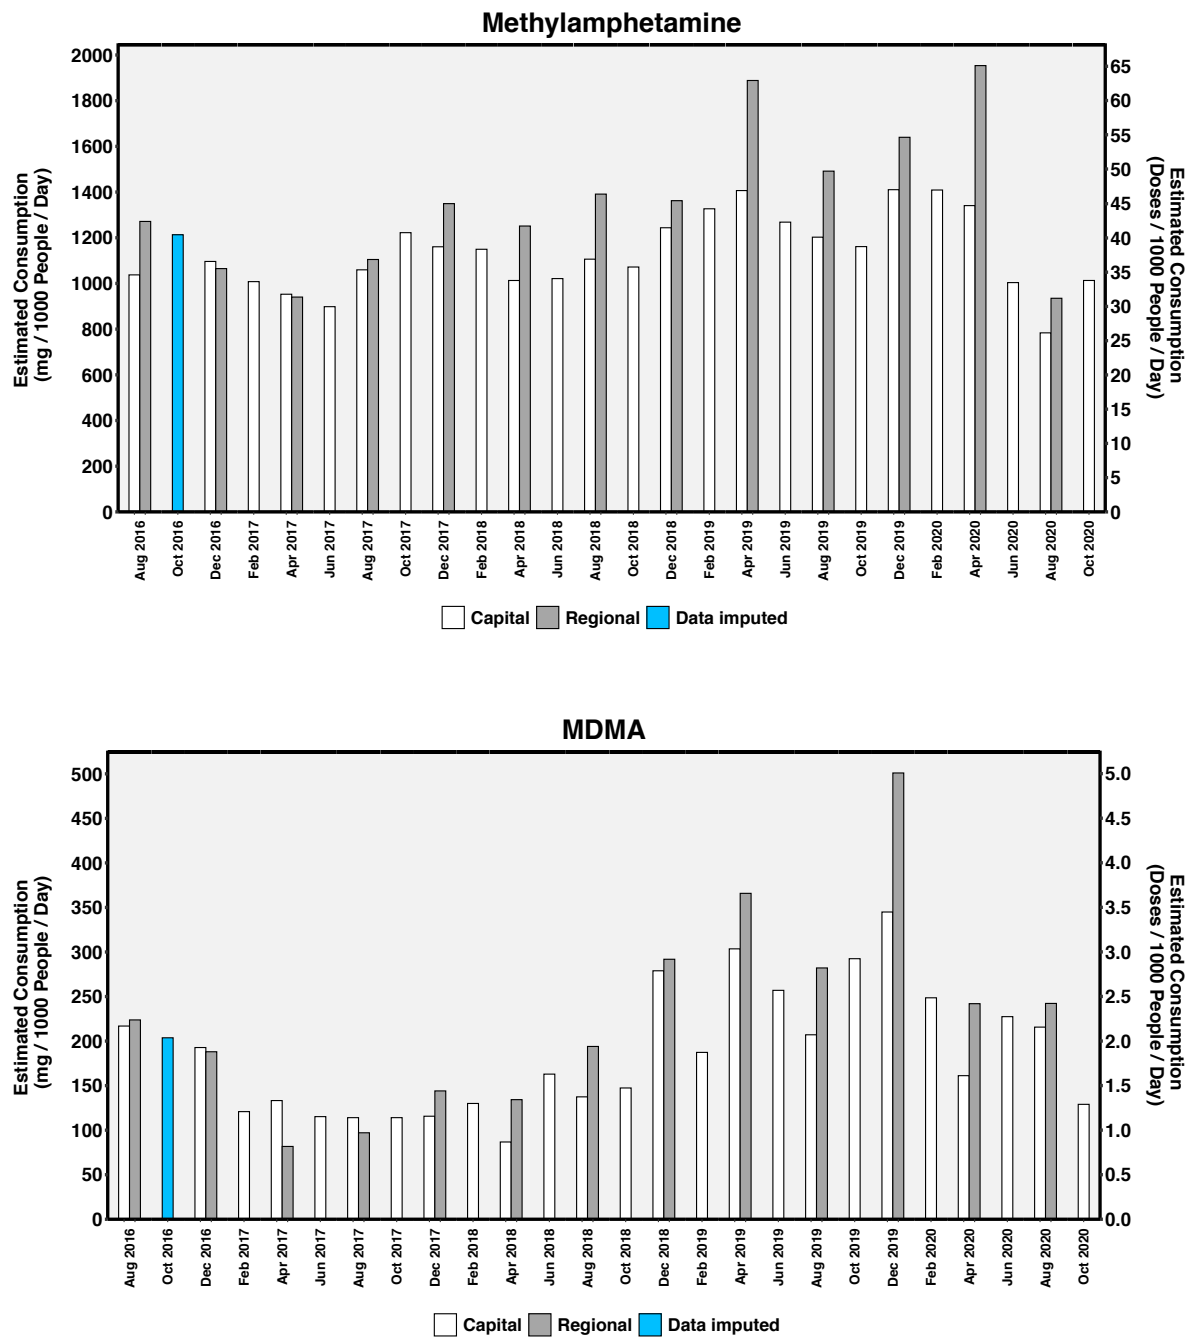 Methylamphetamine
Estimated Consumption
(mg / 1000 People / Day)
2000
1800
1600
1400
1200
1000
800
600
400
200
0
65
60
55
50
45
40
35
30
25
20
15
10
5
0
Estimated Consumption
(Doses / 1000 People / Day)
Aug 2016
Oct 2016
Dec 2016
Feb 2017
Apr 2017
Jun 2017
Aug 2017
Oct 2017
Dec 2017
Feb 2018
Apr 2018
Jun 2018
Aug 2018
Oct 2018
Dec 2018
Feb 2019
Apr 2019
Jun 2019
Aug 2019
Oct 2019
Dec 2019
Feb 2020
Apr 2020
Jun 2020
Aug 2020
Oct 2020
Capital Regional Data imputed
MDMA
Estimated Consumption
(mg / 1000 People / Day)
500
450
400
350
300
250
200
150
100
50
0
5.0
4.5
4.0
3.5
3.0
2.5
2.0
1.5
1.0
0.5
0.0
Estimated Consumption
(Doses / 1000 People / Day)
Aug 2016
Oct 2016
Dec 2016
Feb 2017
Apr 2017
Jun 2017
Aug 2017
Oct 2017
Dec 2017
Feb 2018
Apr 2018
Jun 2018
Aug 2018
Oct 2018
Dec 2018
Feb 2019
Apr 2019
Jun 2019
Aug 2019
Oct 2019
Dec 2019
Feb 2020
Apr 2020
Jun 2020
Aug 2020
Oct 2020
Capital Regional Data imputed